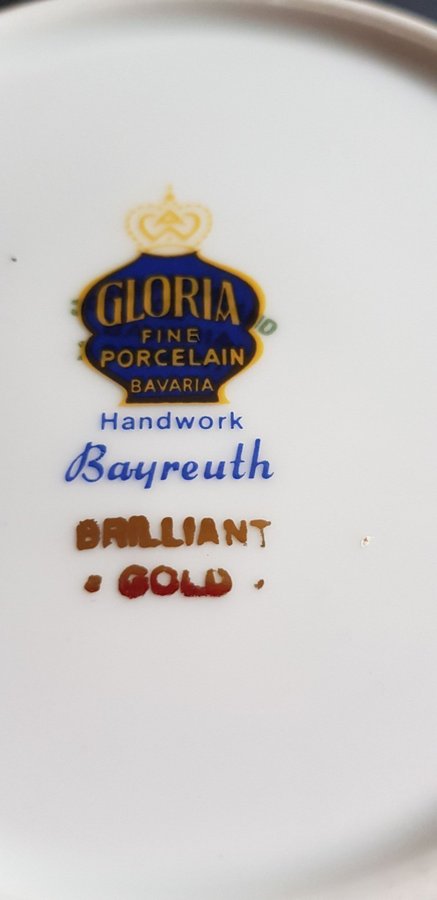 GLORIA
FINE
PORCELAIN
BAVARIA
Handwork
Bayreuth
BRILLIANT
• GOLD •